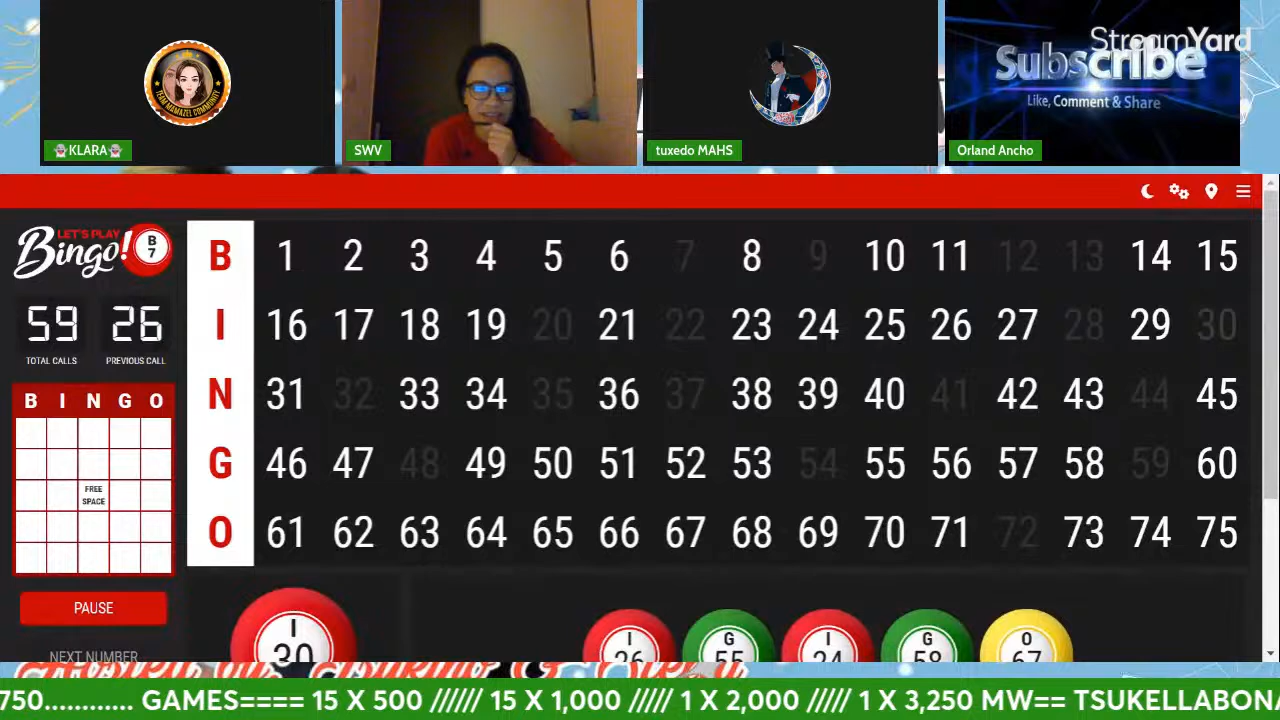 TEAM MAMAZEL COMMUNITY
👻KLARA👻
SWV
tuxedo MAHS
StreamYard
Subscribe
Like, Comment & Share
Orland Ancho
LET'S PLAY
Bingo!
B
7
59 26
TOTAL CALLS PREVIOUS CALL
B I N G O
FREE
SPACE
PAUSE
NEXT NUMBER
B 1 2 3 4 5 6 7 8 9 10 11 12 13 14 15
I 16 17 18 19 20 21 22 23 24 25 26 27 28 29 30
N 31 32 33 34 35 36 37 38 39 40 41 42 43 44 45
G 46 47 48 49 50 51 52 53 54 55 56 57 58 59 60
O 61 62 63 64 65 66 67 68 69 70 71 72 73 74 75
I
30
I
26
G
55
I
24
G
58
O
67
750............ GAMES==== 15 X 500 ////// 15 X 1,000 ///// 1 X 2,000 ///// 1 X 3,250 MW== TSUKELLABONA